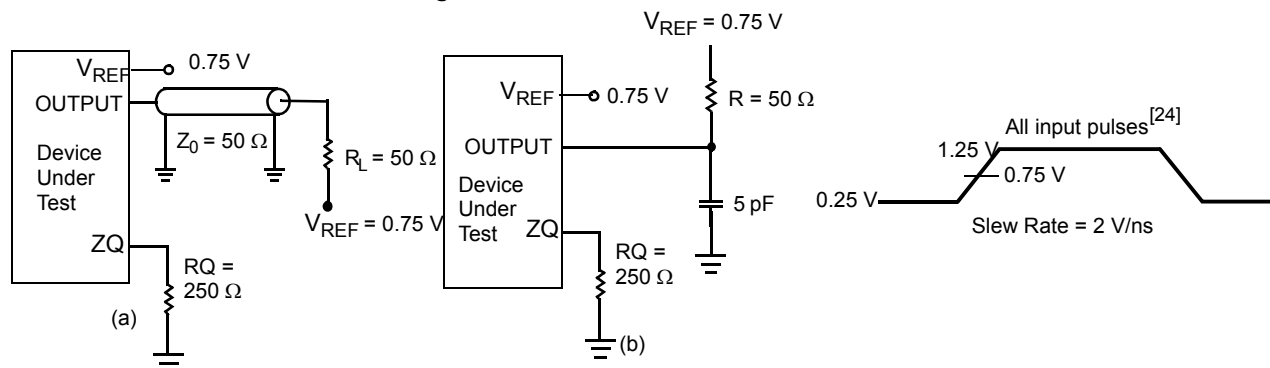 V_REF 0.75 V
OUTPUT
Z_0 = 50 Ω
Device
Under
Test
R_L = 50 Ω
V_REF = 0.75 V
ZQ
RQ =
250 Ω
(a)
V_REF = 0.75 V
V_REF 0.75 V
R = 50 Ω
OUTPUT
Device
Under
Test
5 pF
ZQ
RQ =
250 Ω
(b)
All input pulses[24]
1.25 V
0.75 V
0.25 V
Slew Rate = 2 V/ns